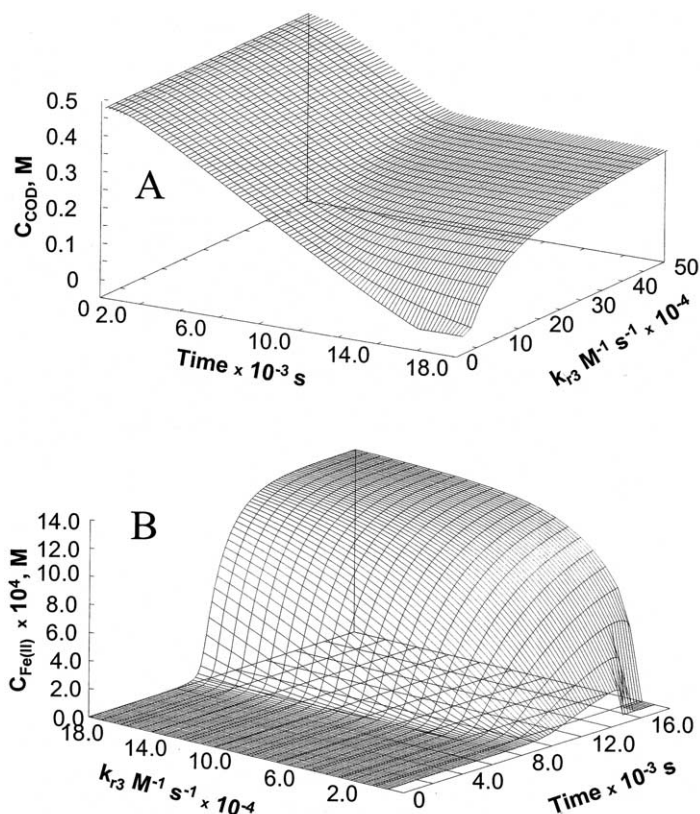 A
0.5
0.4
0.3
0.2
0.1
0
C_COD, M
0 2.0 6.0 10.0 14.0 18.0
Time x 10⁻³ s
0 10 20 30 40 50
k_r3 M⁻¹ s⁻¹ x 10⁻⁴
B
14.0
12.0
10.0
8.0
6.0
4.0
2.0
0.0
C_Fe(II) x 10⁴, M
18.0 14.0 10.0 6.0 2.0
k_r3 M⁻¹ s⁻¹ x 10⁻⁴
0 4.0 8.0 12.0 16.0
Time x 10⁻³ s